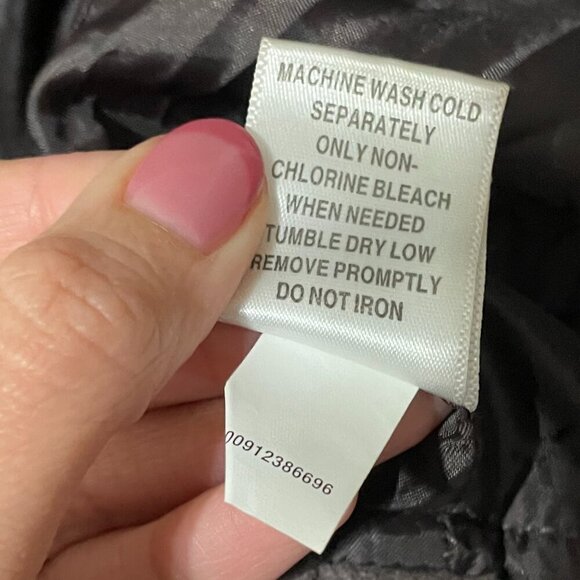 MACHINE WASH COLD
SEPARATELY
ONLY NON-
CHLORINE BLEACH
WHEN NEEDED
TUMBLE DRY LOW
REMOVE PROMPTLY
DO NOT IRON
00912386696